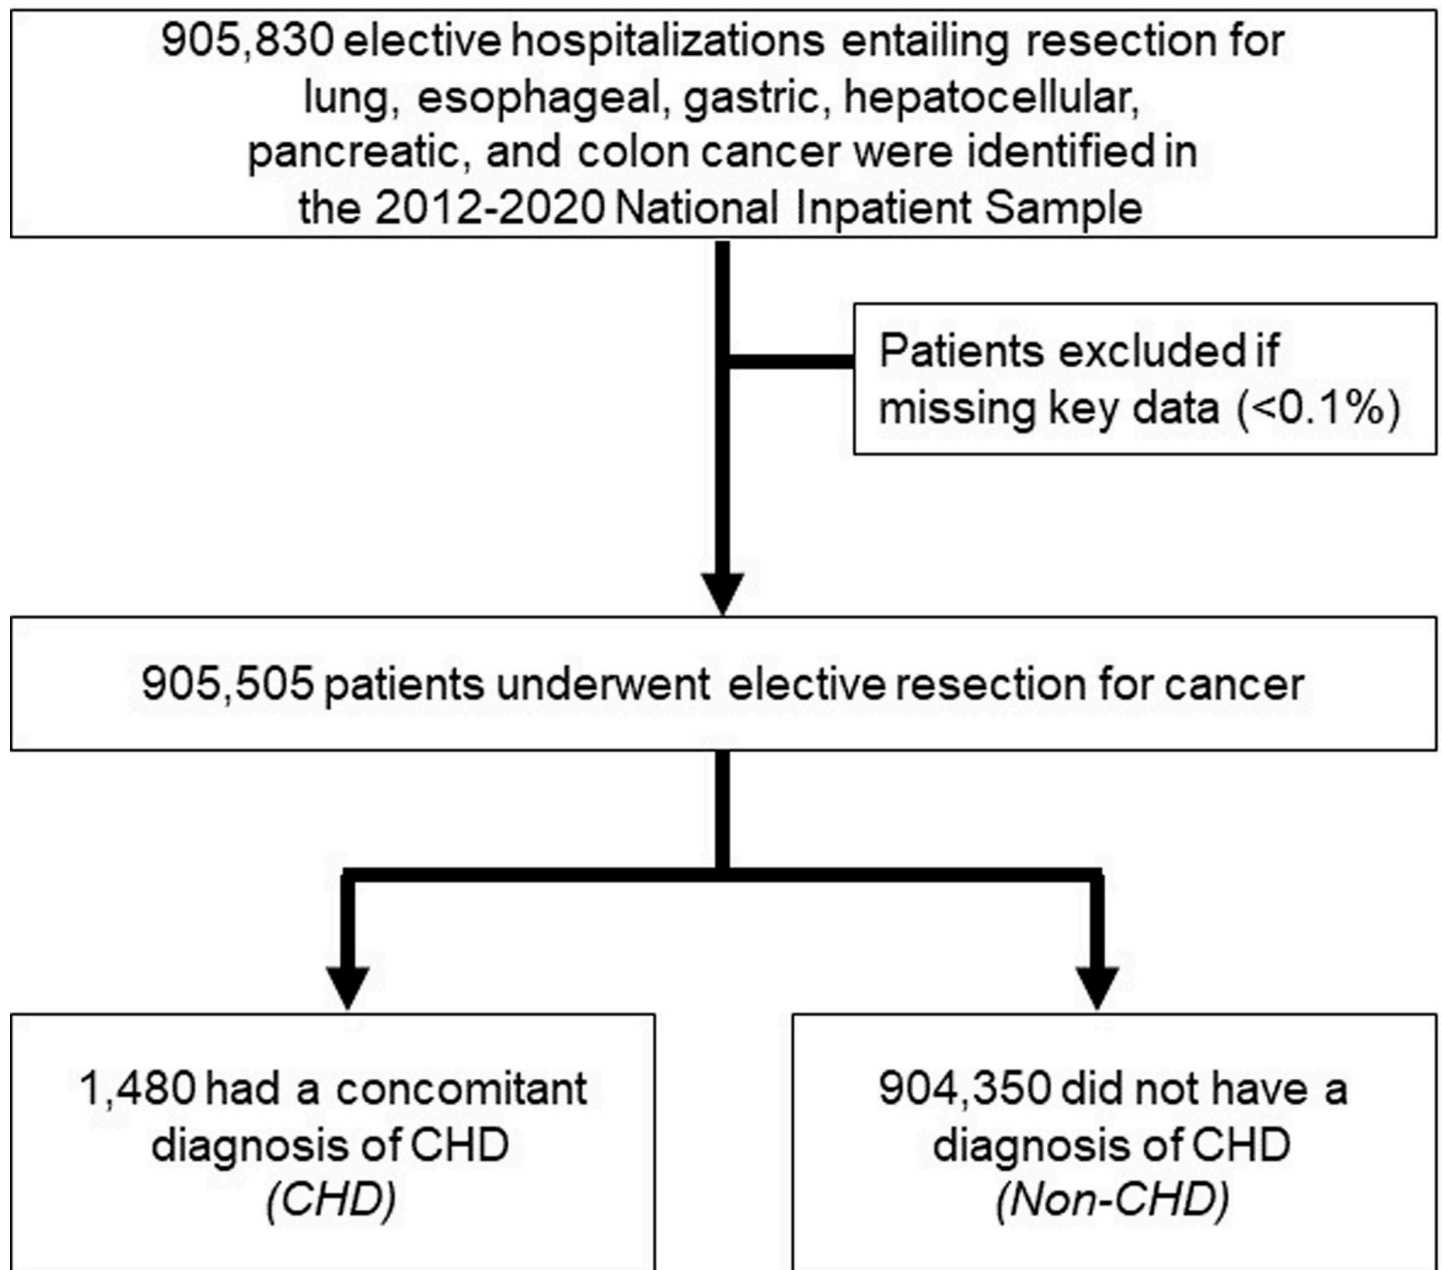 905,830 elective hospitalizations entailing resection for
lung, esophageal, gastric, hepatocellular,
pancreatic, and colon cancer were identified in
the 2012-2020 National Inpatient Sample
Patients excluded if
missing key data (<0.1%)
905,505 patients underwent elective resection for cancer
1,480 had a concomitant
diagnosis of CHD
(CHD)
904,350 did not have a
diagnosis of CHD
(Non-CHD)